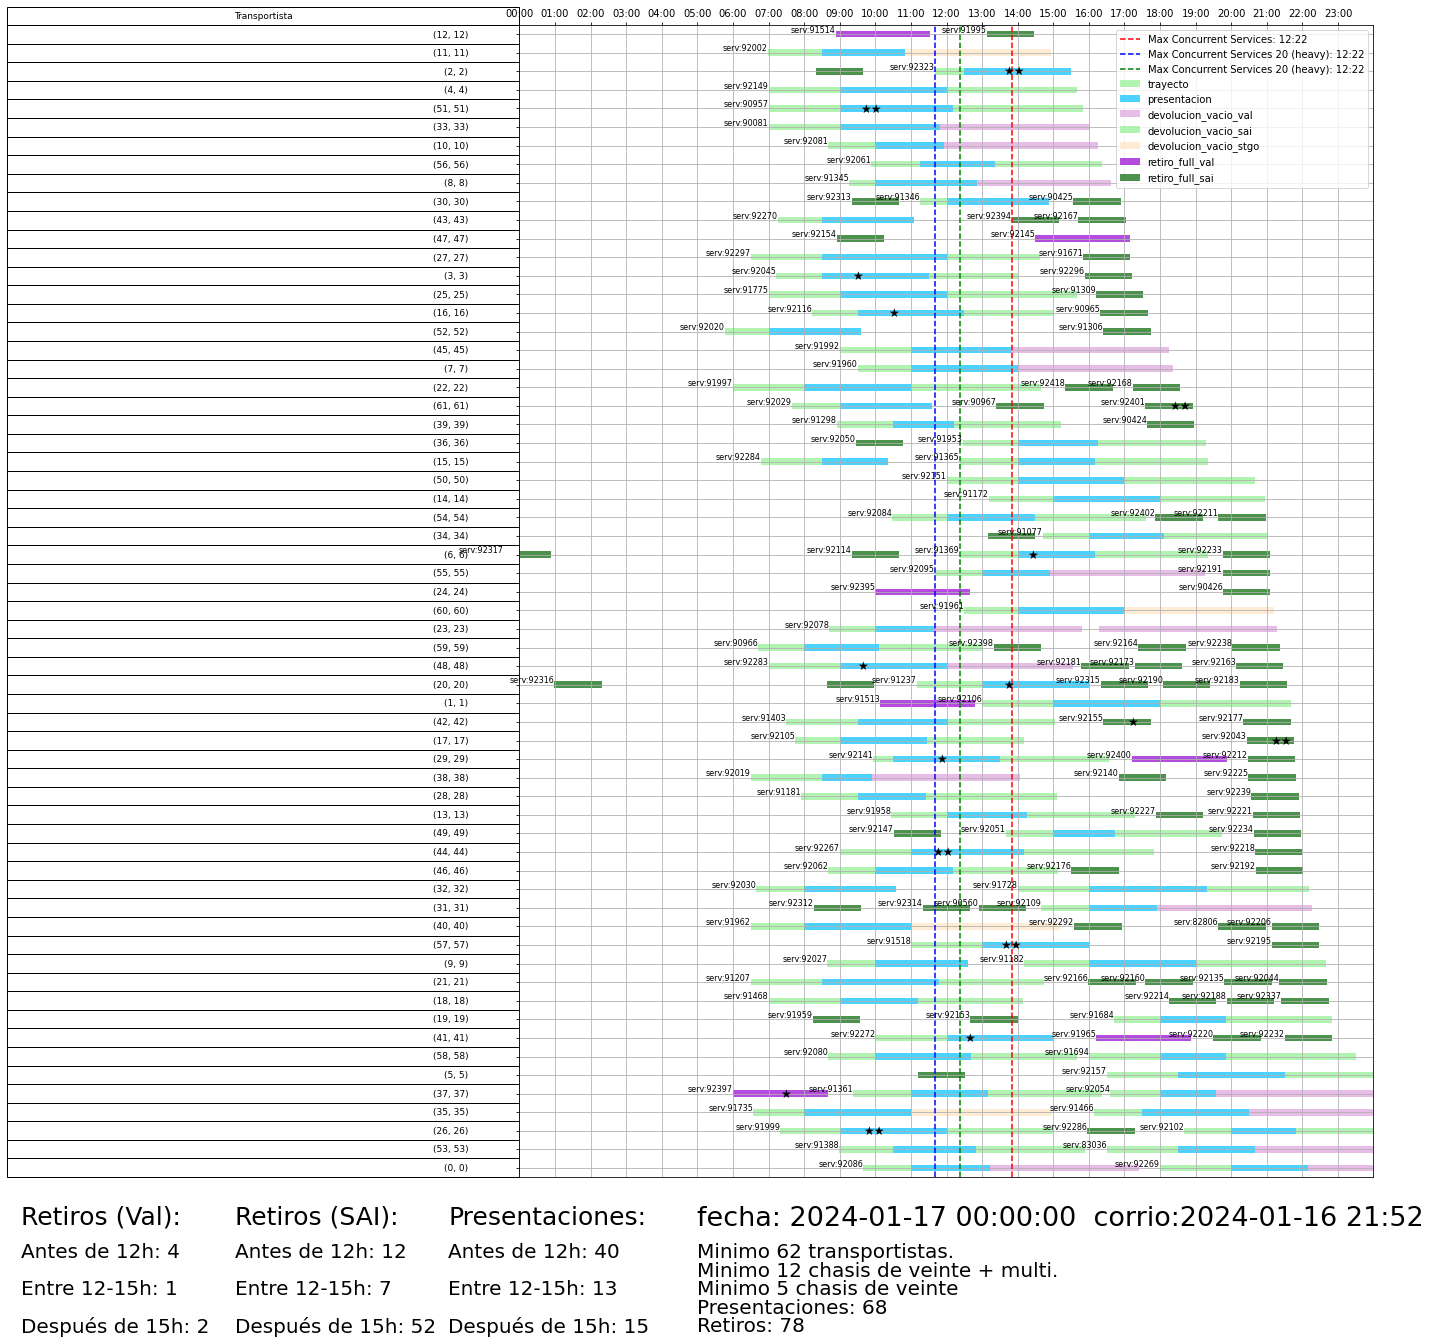 Transportista
00:00 01:00 02:00 03:00 04:00 05:00 06:00 07:00 08:00 09:00 10:00 11:00 12:00 13:00 14:00 15:00 16:00 17:00 18:00 19:00 20:00 21:00 22:00 23:00
Max Concurrent Services: 12:22
Max Concurrent Services 20 (heavy): 12:22
Max Concurrent Services 20 (heavy): 12:22
trayecto
presentacion
devolucion_vacio_val
devolucion_vacio_sai
devolucion_vacio_stgo
retiro_full_val
retiro_full_sai
(12, 12) serv:91514 serv:91995
(11, 11) serv:92002
(2, 2) serv:92323
(4, 4) serv:92149
(51, 51) serv:90957
(33, 33) serv:90081
(10, 10) serv:92081
(56, 56) serv:92061
(8, 8) serv:91345
(30, 30) serv:92313 serv:91346 serv:90425
(43, 43) serv:92270 serv:92394 serv:92167
(47, 47) serv:92154 serv:92145
(27, 27) serv:92297 serv:91671
(3, 3) serv:92045 serv:92296
(25, 25) serv:91775 serv:91309
(16, 16) serv:92116 serv:90965
(52, 52) serv:92020 serv:91306
(45, 45) serv:91992
(7, 7) serv:91960
(22, 22) serv:91997 serv:92418 serv:92168
(61, 61) serv:92029 serv:90967 serv:92401
(39, 39) serv:91298 serv:90424
(36, 36) serv:92050 serv:91953
(15, 15) serv:92284 serv:91365
(50, 50) serv:92151
(14, 14) serv:91172
(54, 54) serv:92084 serv:92402 serv:92211
(34, 34) serv:91077
(6, 6) serv:92317 serv:92114 serv:91369 serv:92233
(55, 55) serv:92095 serv:92191
(24, 24) serv:92395 serv:90426
(60, 60) serv:91961
(23, 23) serv:92078
(59, 59) serv:90966 serv:92398 serv:92164 serv:92238
(48, 48) serv:92283 serv:92181 serv:92173 serv:92163
(20, 20) serv:92316 serv:91237 serv:92315 serv:92190 serv:92183
(1, 1) serv:91513 serv:92106
(42, 42) serv:91403 serv:92155 serv:92177
(17, 17) serv:92105 serv:92043
(29, 29) serv:92141 serv:92400 serv:92212
(38, 38) serv:92019 serv:92140 serv:92225
(28, 28) serv:91181 serv:92239
(13, 13) serv:91958 serv:92227 serv:92221
(49, 49) serv:92147 serv:92051 serv:92234
(44, 44) serv:92267 serv:92218
(46, 46) serv:92062 serv:92176 serv:92192
(32, 32) serv:92030 serv:91728
(31, 31) serv:92312 serv:92314 serv:90560 serv:92109
(40, 40) serv:91962 serv:92292 serv:82806 serv:92206
(57, 57) serv:91518 serv:92195
(9, 9) serv:92027 serv:91182
(21, 21) serv:91207 serv:92166 serv:92160 serv:92135 serv:92044
(18, 18) serv:91468 serv:92214 serv:92188 serv:92337
(19, 19) serv:91959 serv:92153 serv:91684
(41, 41) serv:92272 serv:91965 serv:92220 serv:92232
(58, 58) serv:92080 serv:91694
(5, 5) serv:92157
(37, 37) serv:92397 serv:91361 serv:92054
(35, 35) serv:91735 serv:91466
(26, 26) serv:91999 serv:92286 serv:92102
(53, 53) serv:91388 serv:83036
(0, 0) serv:92086 serv:92269
Retiros (Val):
Antes de 12h: 4
Entre 12-15h: 1
Después de 15h: 2
Retiros (SAI):
Antes de 12h: 12
Entre 12-15h: 7
Después de 15h: 52
Presentaciones:
Antes de 12h: 40
Entre 12-15h: 13
Después de 15h: 15
fecha: 2024-01-17 00:00:00  corrio:2024-01-16 21:52
Minimo 62 transportistas.
Minimo 12 chasis de veinte + multi.
Minimo 5 chasis de veinte
Presentaciones: 68
Retiros: 78